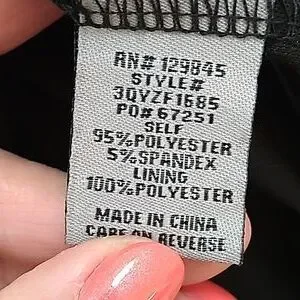 RN# 129845
STYLE#
3QYZF1685
PO# 67251
SELF
95%POLYESTER
5%SPANDEX
LINING
100%POLYESTER
MADE IN CHINA
CARE ON REVERSE